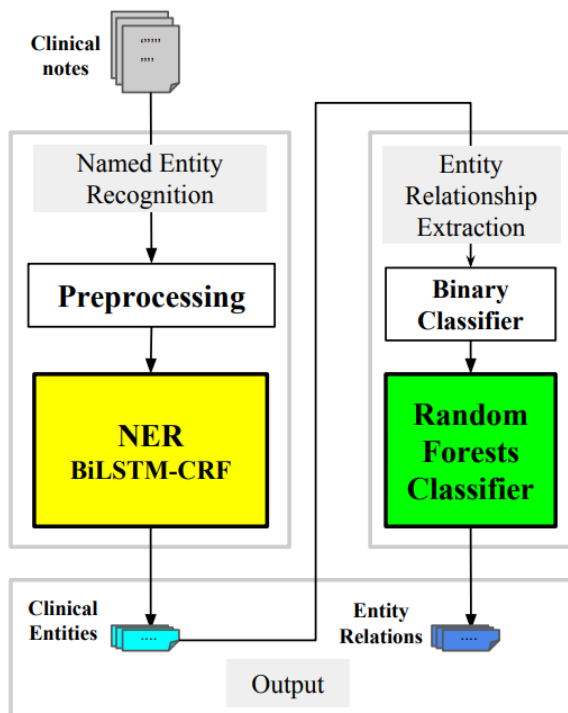 Clinical
notes
‘’’’’’
’’’’
Named Entity
Recognition
Preprocessing
NER
BiLSTM-CRF
Entity
Relationship
Extraction
Binary
Classifier
Random
Forests
Classifier
Clinical
Entities
....
Entity
Relations
....
Output